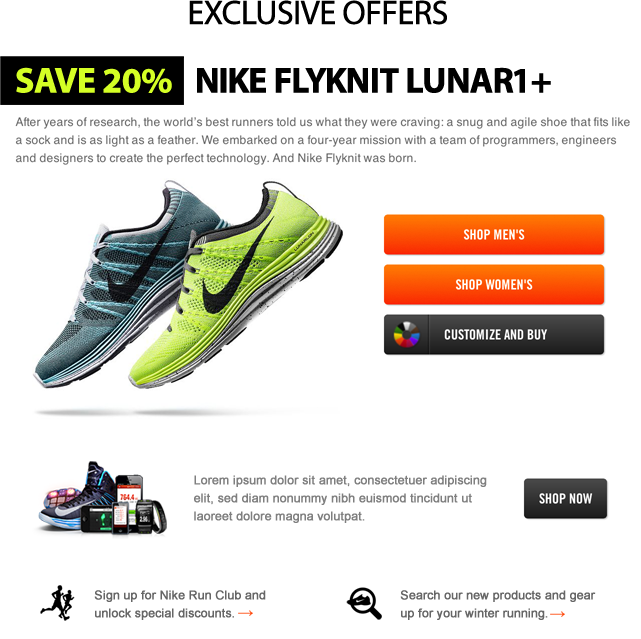 EXCLUSIVE OFFERS
SAVE 20% NIKE FLYKNIT LUNAR1+
After years of research, the world's best runners told us what they were craving: a snug and agile shoe that fits like
a sock and is as light as a feather. We embarked on a four-year mission with a team of programmers, engineers
and designers to create the perfect technology. And Nike Flyknit was born.
SHOP MEN'S
SHOP WOMEN'S
CUSTOMIZE AND BUY
Lorem ipsum dolor sit amet, consectetuer adipiscing
elit, sed diam nonummy nibh euismod tincidunt ut
laoreet dolore magna volutpat.
SHOP NOW
Sign up for Nike Run Club and
unlock special discounts. →
Search our new products and gear
up for your winter running. →